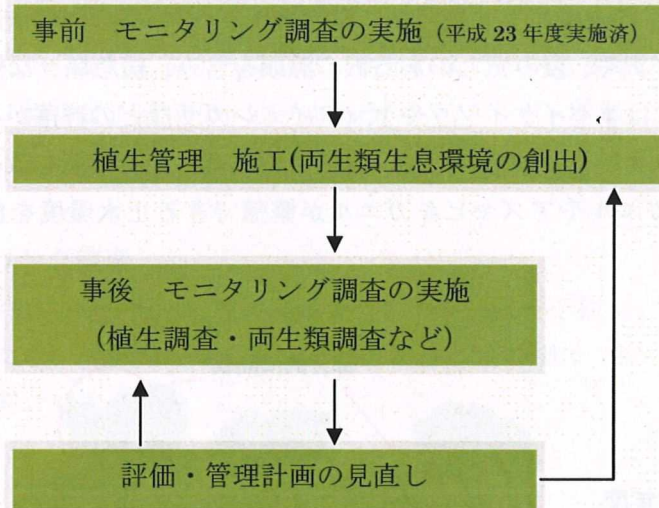 事前　モニタリング調査の実施（平成 23 年度実施済）
植生管理　施工(両生類生息環境の創出)
事後　モニタリング調査の実施
(植生調査・両生類調査など)
評価・管理計画の見直し